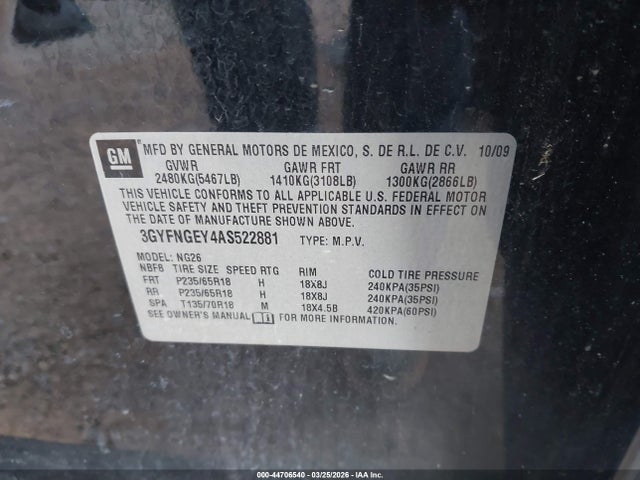 GM MFD BY GENERAL MOTORS DE MEXICO, S. DE R.L. DE C.V. 10/09
GVWR GAWR FRT GAWR RR
2480KG(5467LB) 1410KG(3108LB) 1300KG(2866LB)
THIS VEHICLE CONFORMS TO ALL APPLICABLE U.S. FEDERAL MOTOR
VEHICLE SAFETY AND THEFT PREVENTION STANDARDS IN EFFECT ON
THE DATE OF MANUFACTURE SHOWN ABOVE.
3GYFNGEY4AS522881 TYPE: M.P.V.
MODEL: NG26
NBF8 TIRE SIZE SPEED RTG RIM COLD TIRE PRESSURE
FRT P235/65R18 H 18X8J 240KPA(35PSI)
RR P235/65R18 H 18X8J 240KPA(35PSI)
SPA T135/70R18 M 18X4.5B 420KPA(60PSI)
SEE OWNER'S MANUAL FOR MORE INFORMATION.
000-44706540 - 03/25/2026 - IAA Inc.